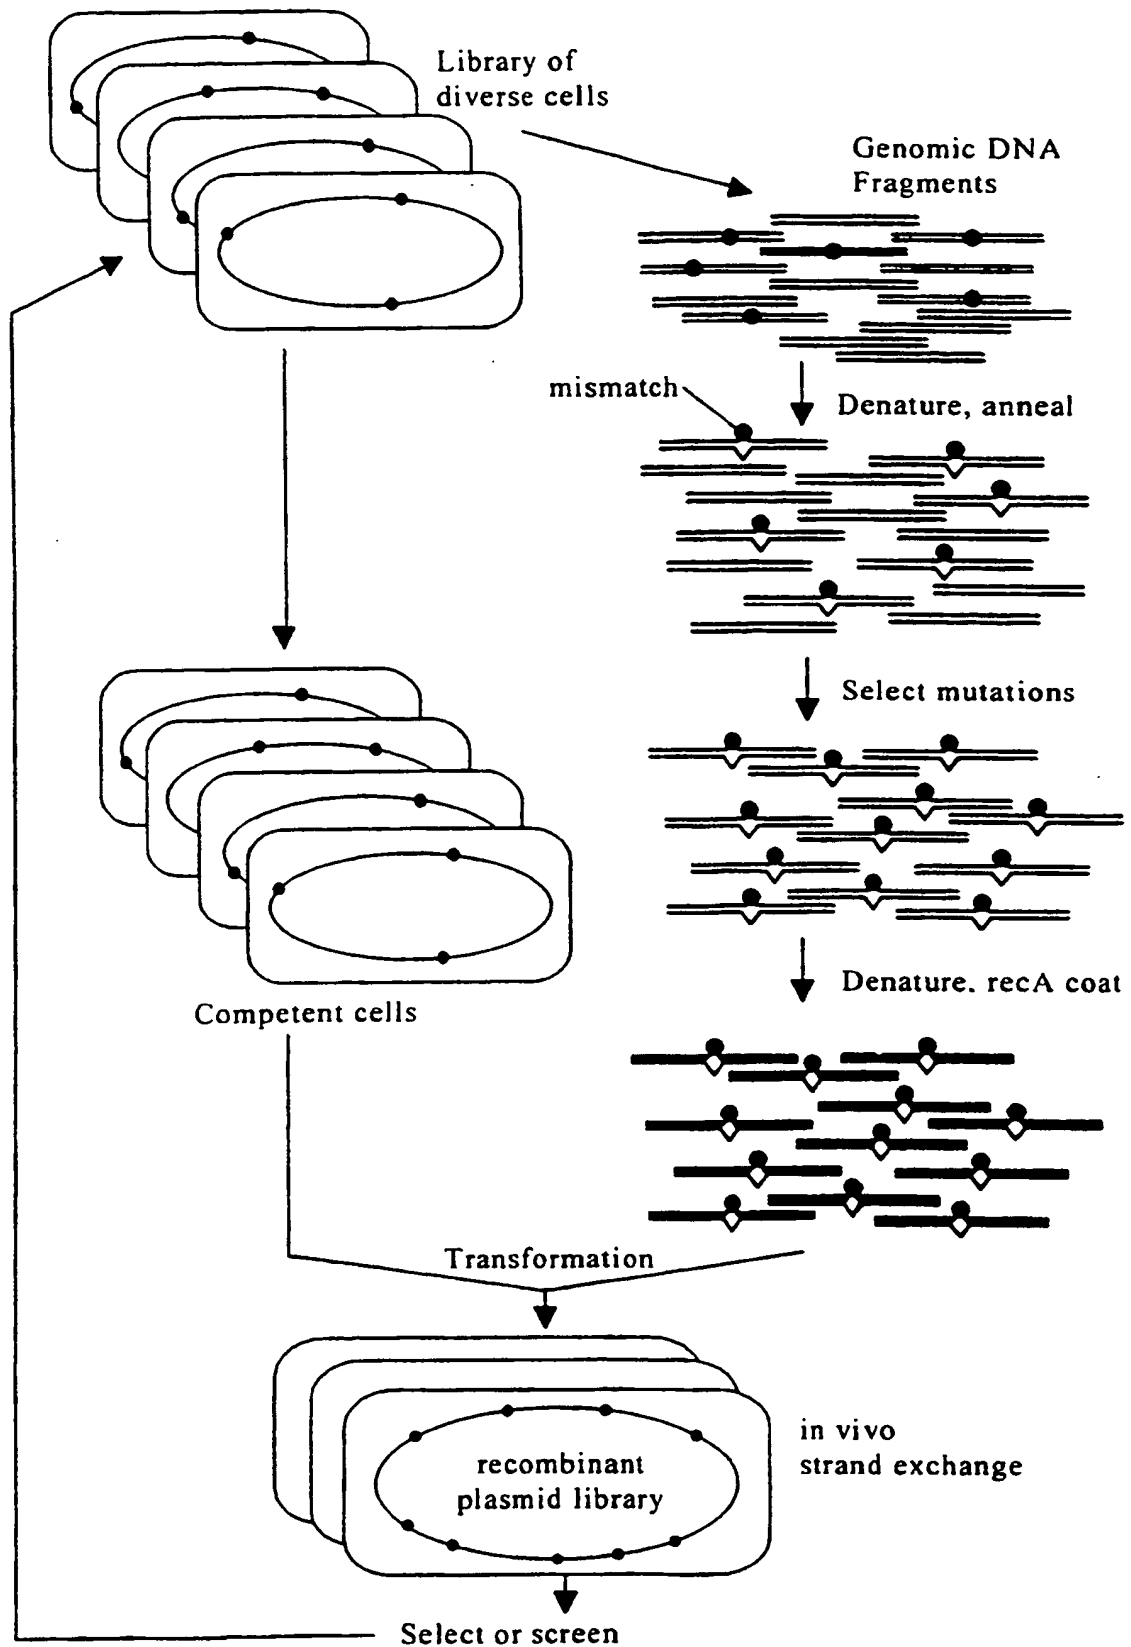 Library of
diverse cells
Genomic DNA
Fragments
mismatch
Denature, anneal
Select mutations
Denature. recA coat
Competent cells
Transformation
in vivo
strand exchange
recombinant
plasmid library
Select or screen